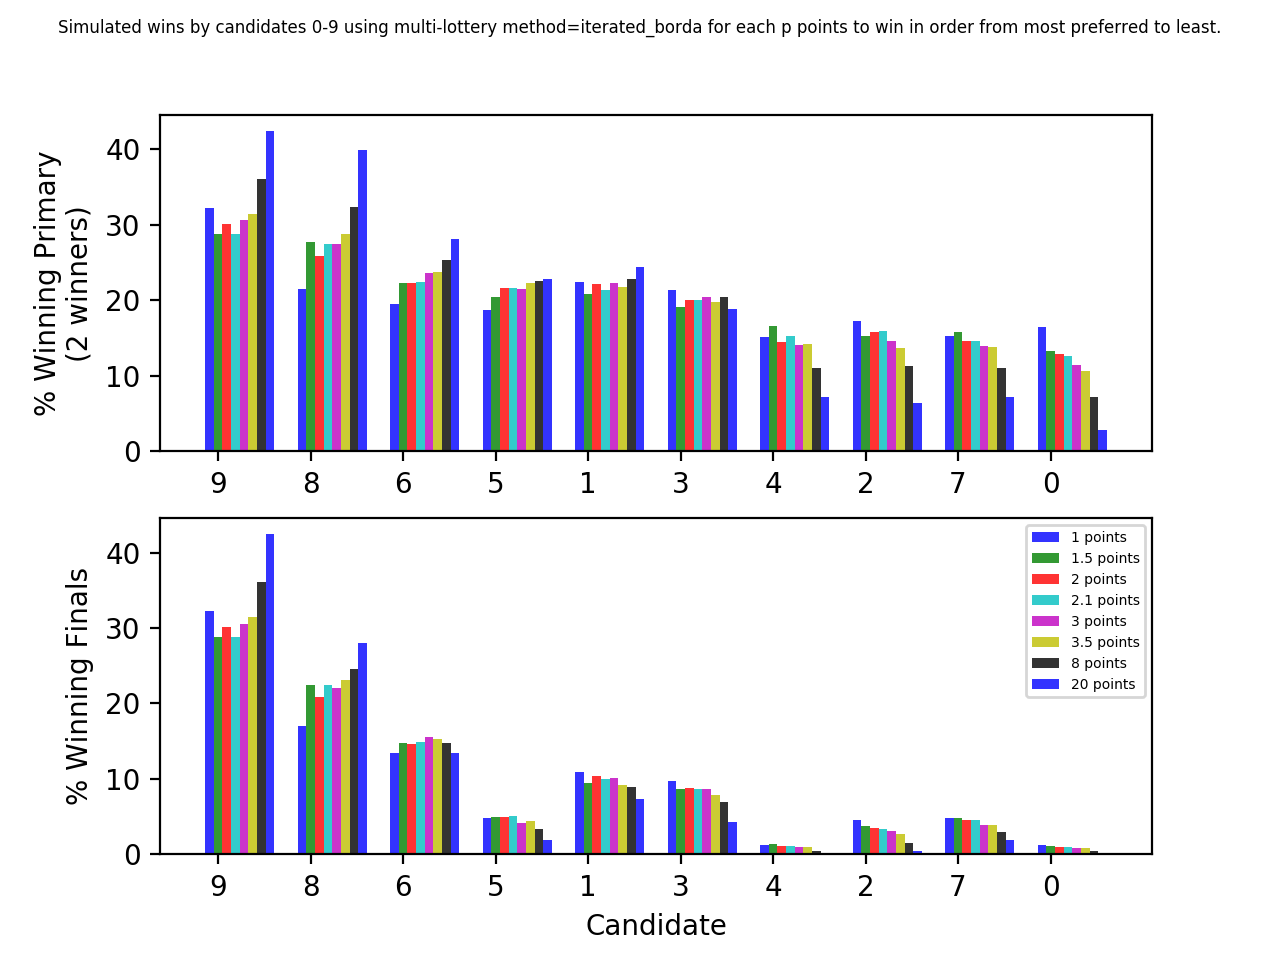 Simulated wins by candidates 0-9 using multi-lottery method=iterated_borda for each p points to win in order from most preferred to least.
% Winning Primary
(2 winners)
40
30
20
10
0
9 8 6 5 1 3 4 2 7 0
% Winning Finals
40
30
20
10
0
1 points
1.5 points
2 points
2.1 points
3 points
3.5 points
8 points
20 points
9 8 6 5 1 3 4 2 7 0
Candidate